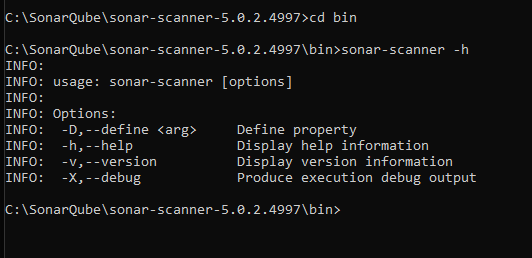 C:\SonarQube\sonar-scanner-5.0.2.4997>cd bin
C:\SonarQube\sonar-scanner-5.0.2.4997\bin>sonar-scanner -h
INFO:
INFO: usage: sonar-scanner [options]
INFO:
INFO: Options:
INFO:  -D,--define <arg>     Define property
INFO:  -h,--help             Display help information
INFO:  -v,--version          Display version information
INFO:  -X,--debug            Produce execution debug output
C:\SonarQube\sonar-scanner-5.0.2.4997\bin>